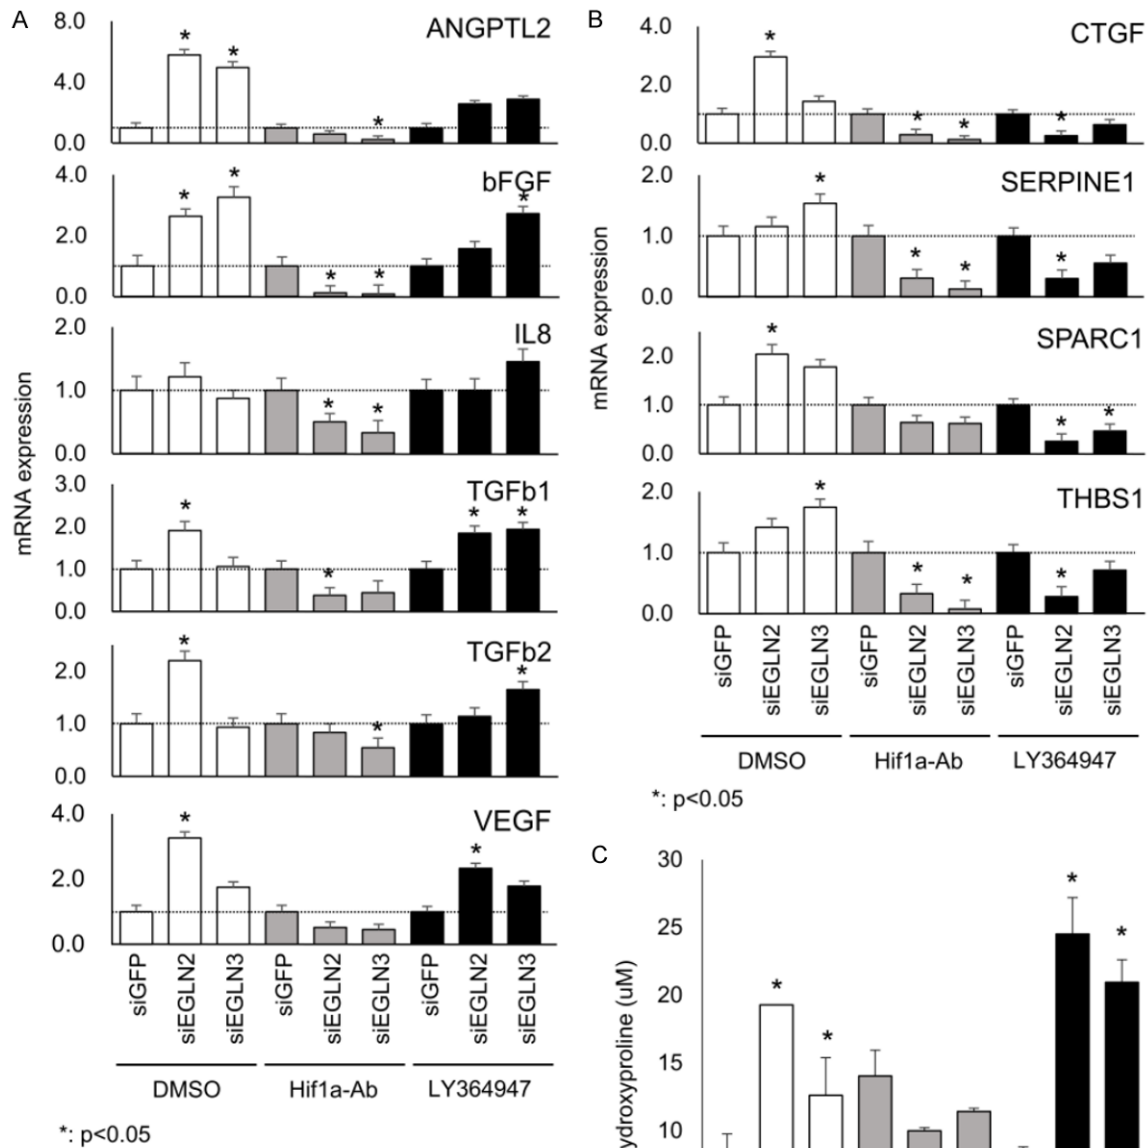 A
mRNA expression
ANGPTL2
8.0
4.0
0.0
* * *
bFGF
4.0
2.0
0.0
* * * * *
IL8
2.0
1.0
0.0
* *
TGFb1
3.0
2.0
1.0
0.0
* * * *
TGFb2
2.0
1.0
0.0
* * *
VEGF
4.0
2.0
0.0
* *
siGFP siEGLN2 siEGLN3 siGFP siEGLN2 siEGLN3 siGFP siEGLN2 siEGLN3
DMSO Hif1a-Ab LY364947
*: p<0.05
B
mRNA expression
CTGF
4.0
2.0
0.0
* * * *
SERPINE1
2.0
1.0
0.0
* * * *
SPARC1
2.0
1.0
0.0
* * *
THBS1
2.0
1.0
0.0
* * * *
siGFP siEGLN2 siEGLN3 siGFP siEGLN2 siEGLN3 siGFP siEGLN2 siEGLN3
DMSO Hif1a-Ab LY364947
*: p<0.05
C
30
25
20
15
10
ydroxyproline (uM)
* * * *